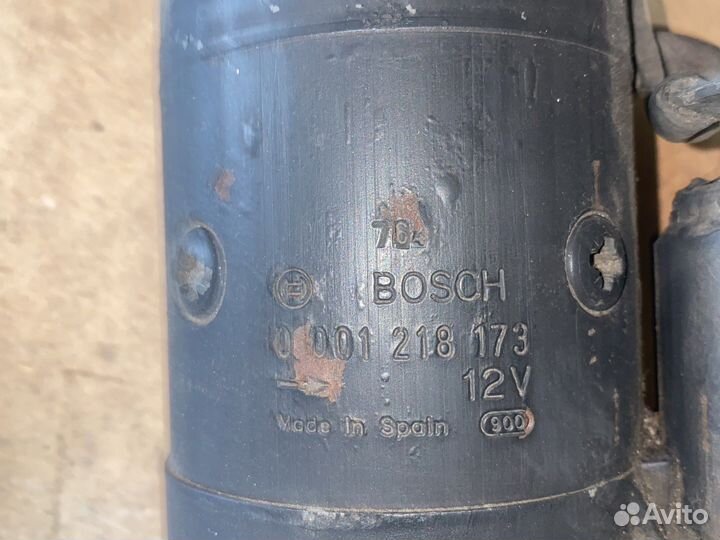 BOSCH
0 001 218 173
12V
Made in Spain 900
Avito